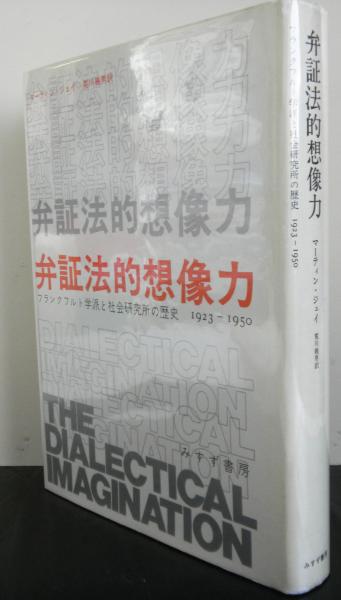 マーティン・ジェイ 荒川幾男訳
弁証法的想像力
弁証法的想像力
フランクフルト学派と社会研究所の歴史 1923-1950
DIALECTICAL
IMAGINATION
THE
DIALECTICAL
IMAGINATION
みすず書房
弁証法的想像力
フランクフルト学派と社会研究所の歴史 1923-1950
マーティン・ジェイ
荒川幾男訳
みすず書房